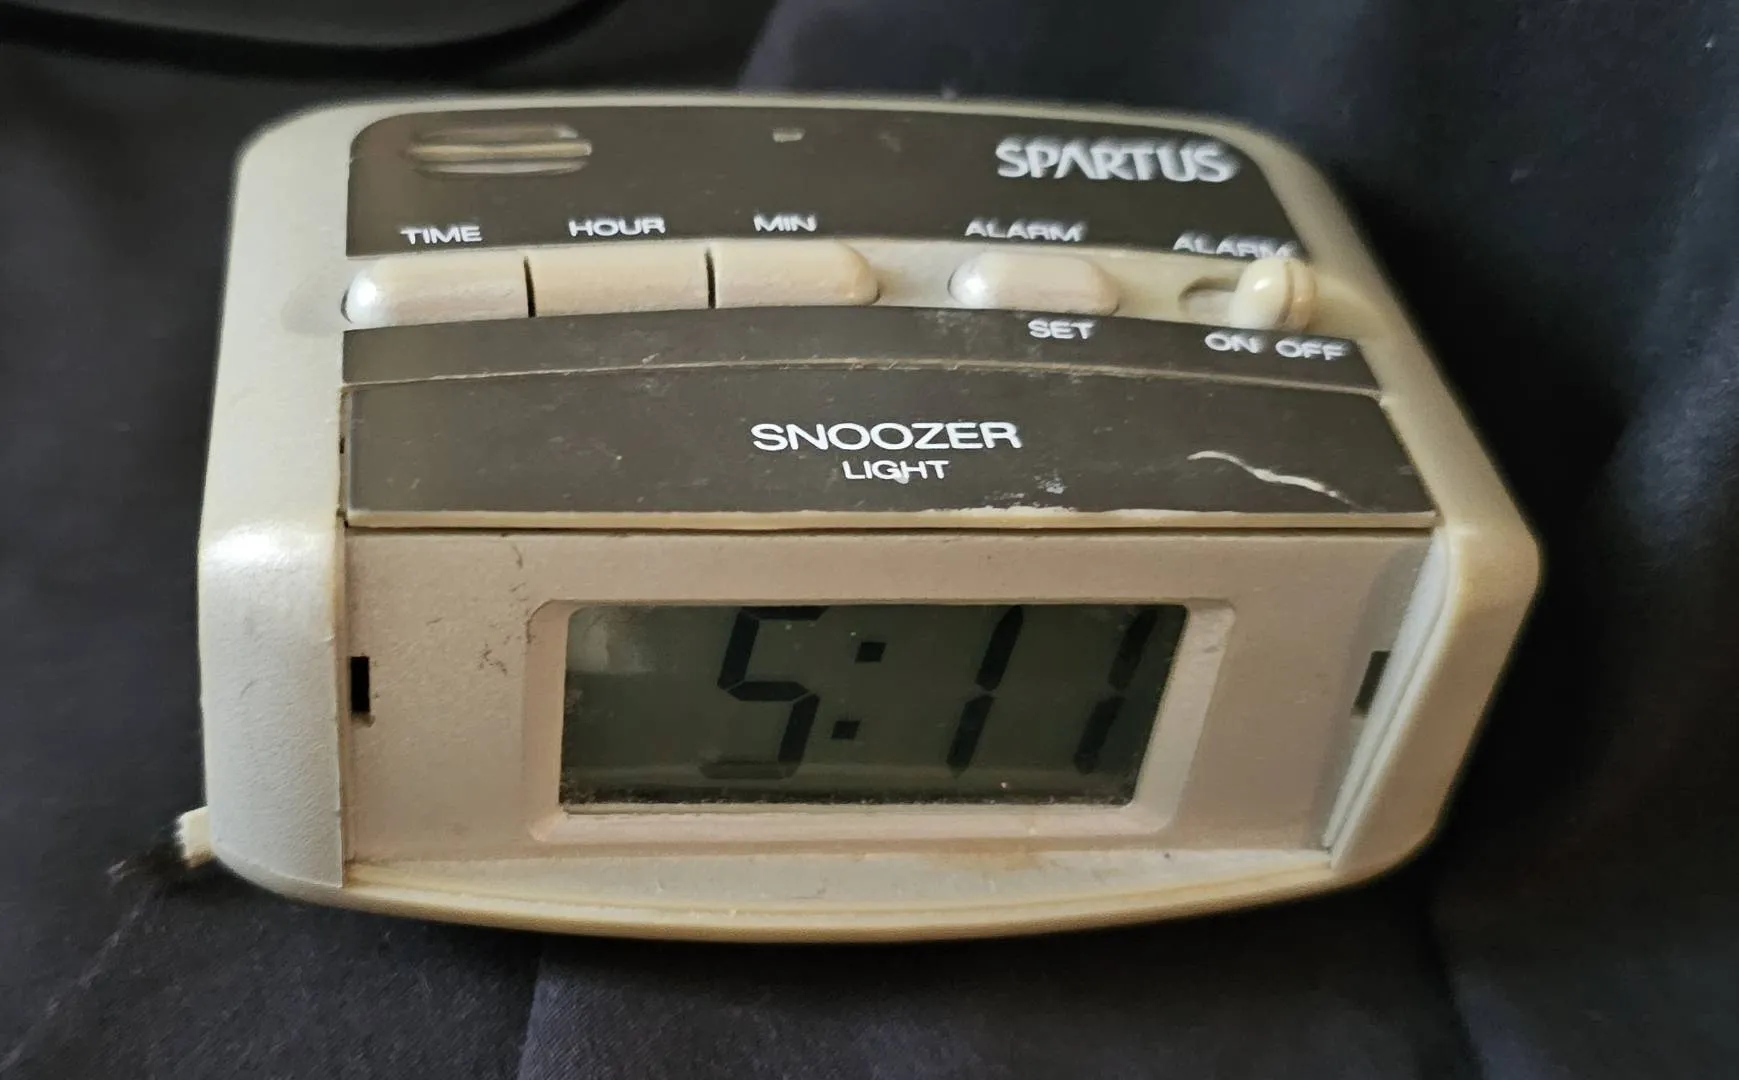 SPARTUS
TIME HOUR MIN ALARM ALARM
SET ON OFF
SNOOZER
LIGHT
5:11